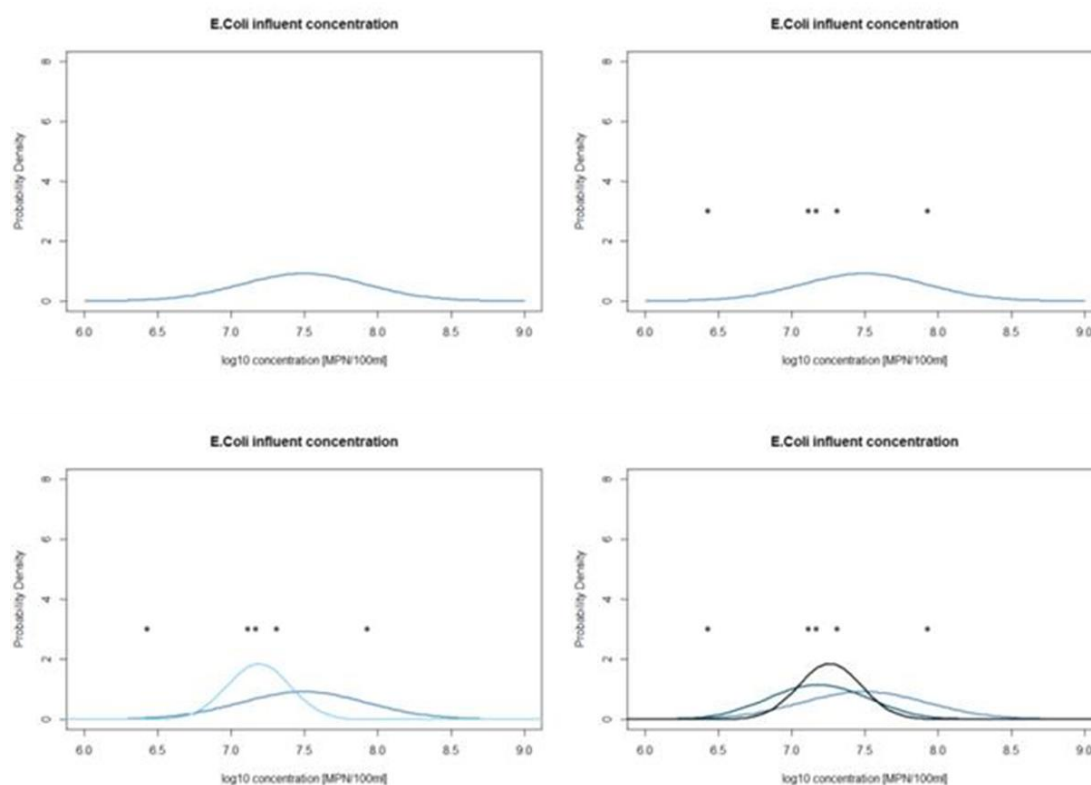 E.Coli influent concentration
Probability Density
0 2 4 6 8
6.0 6.5 7.0 7.5 8.0 8.5 9.0
log10 concentration [MPN/100ml]
E.Coli influent concentration
Probability Density
0 2 4 6 8
6.0 6.5 7.0 7.5 8.0 8.5 9.0
log10 concentration [MPN/100ml]
E.Coli influent concentration
Probability Density
0 2 4 6 8
6.0 6.5 7.0 7.5 8.0 8.5 9.0
log10 concentration [MPN/100ml]
E.Coli influent concentration
Probability Density
0 2 4 6 8
6.0 6.5 7.0 7.5 8.0 8.5 9.0
log10 concentration [MPN/100ml]